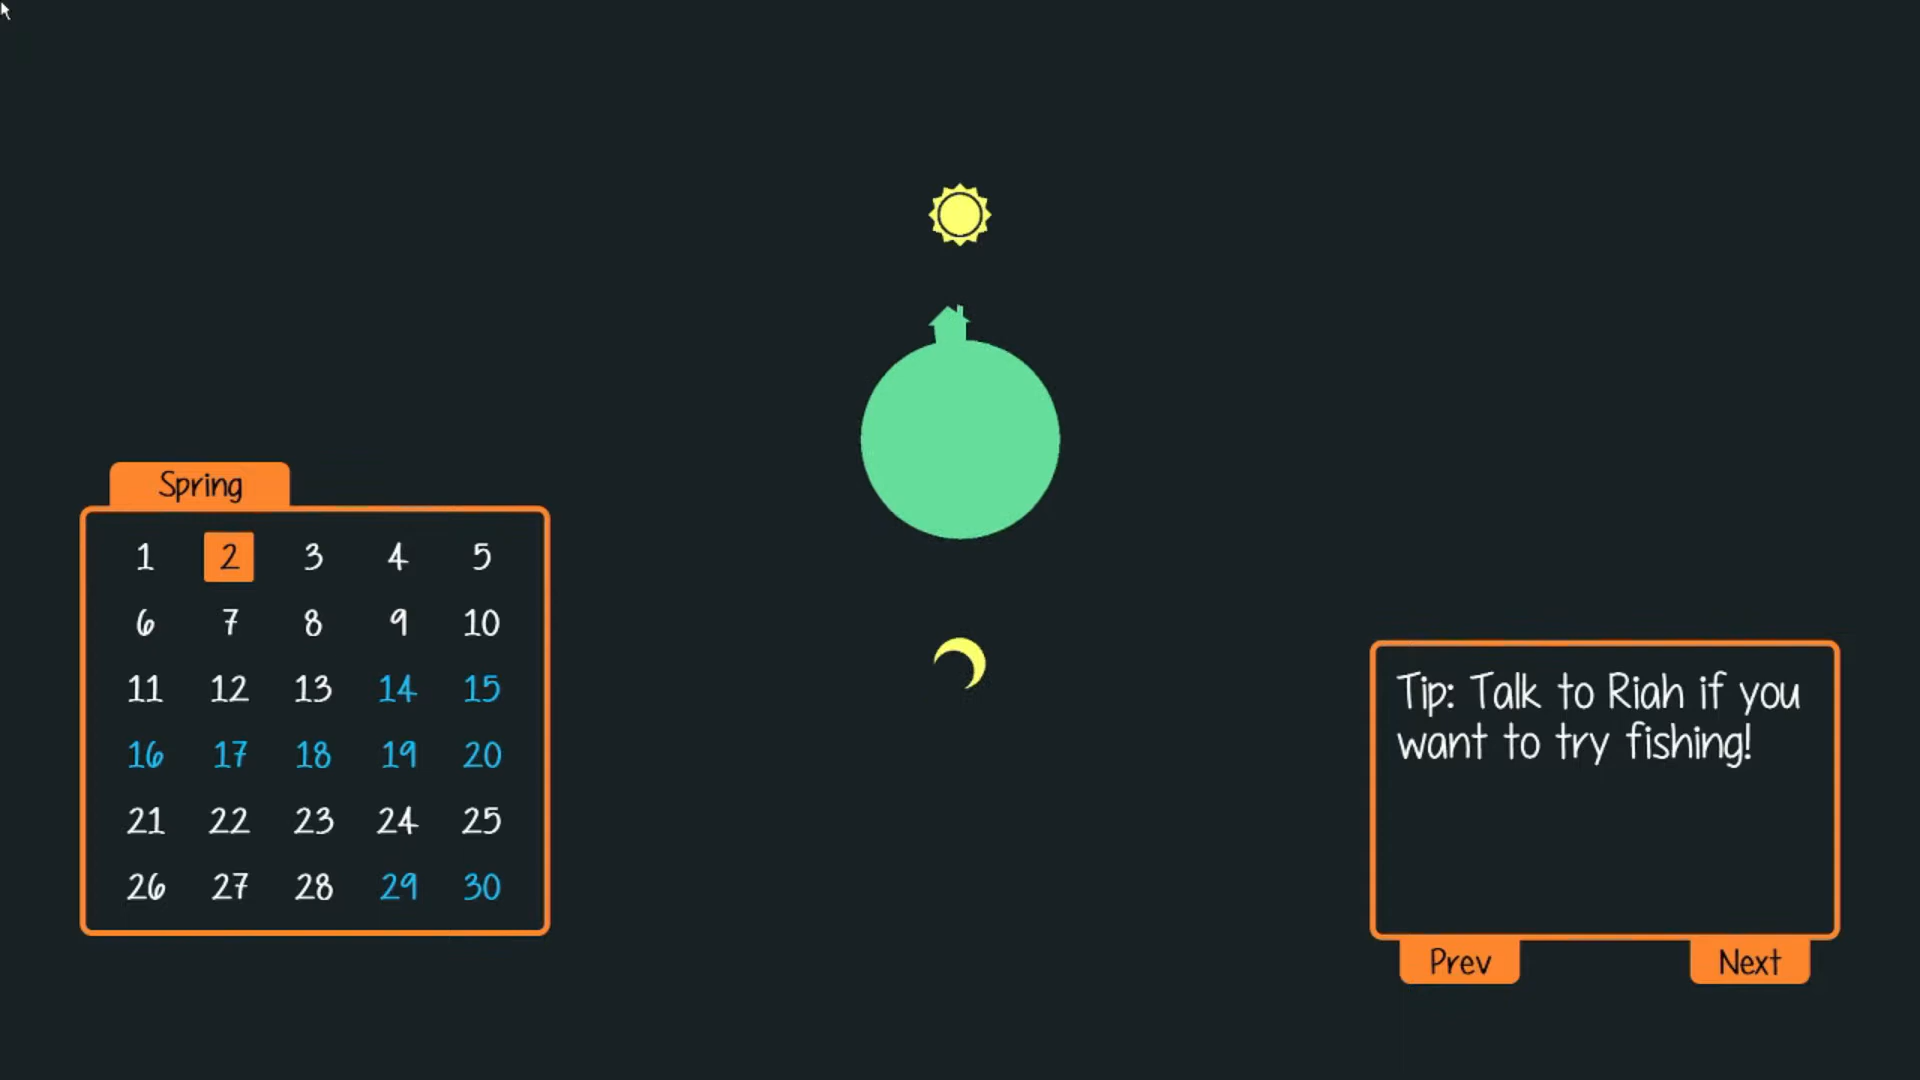 Spring
1 2 3 4 5
6 7 8 9 10
11 12 13 14 15
16 17 18 19 20
21 22 23 24 25
26 27 28 29 30
Tip: Talk to Riah if you
want to try fishing!
Prev Next